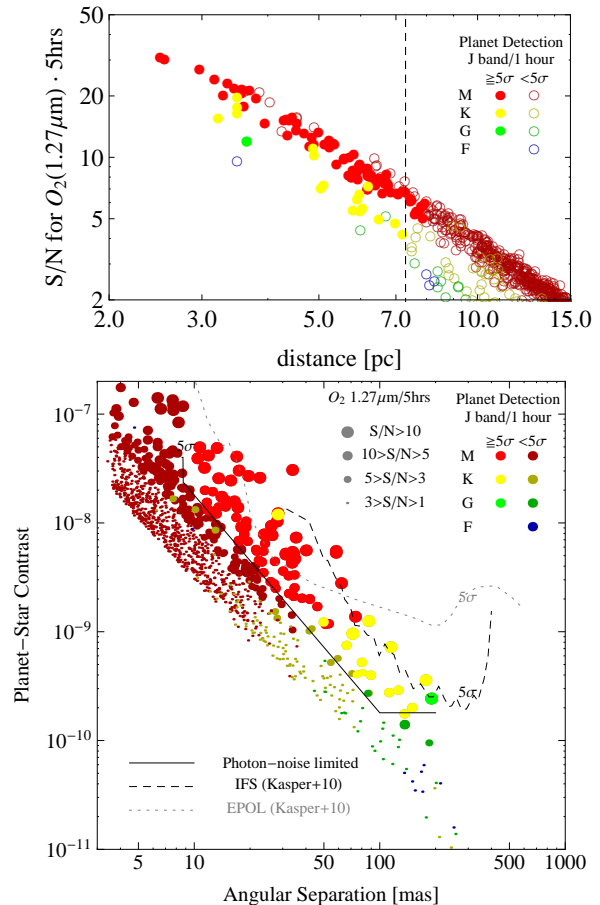 50
20
10
5
2
S/N for O2(1.27μm) · 5hrs
Planet Detection
J band/1 hour
≧5σ <5σ
M
K
G
F
2.0 3.0 5.0 7.0 10.0 15.0
distance [pc]
10^-7
10^-8
10^-9
10^-10
10^-11
Planet−Star Contrast
O2 1.27μm/5hrs
S/N>10
10>S/N>5
5>S/N>3
3>S/N>1
Planet Detection
J band/1 hour
≧5σ <5σ
M
K
G
F
5σ
5σ
5σ
Photon−noise limited
IFS (Kasper+10)
EPOL (Kasper+10)
5 10 50 100 500 1000
Angular Separation [mas]